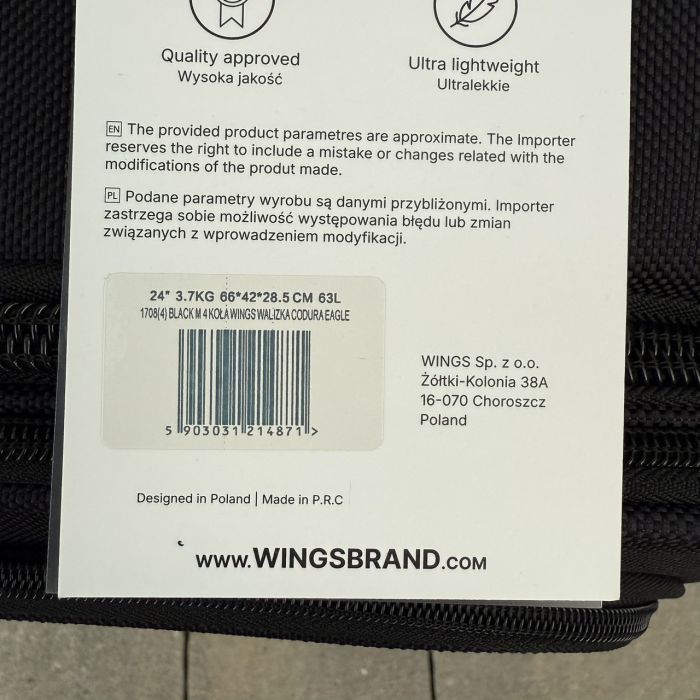 Quality approved
Wysoka jakość
Ultra lightweight
Ultralekkie
EN The provided product parametres are approximate. The Importer
reserves the right to include a mistake or changes related with the
modifications of the produt made.
PL Podane parametry wyrobu są danymi przybliżonymi. Importer
zastrzega sobie możliwość występowania błędu lub zmian
związanych z wprowadzeniem modyfikacji.
24" 3.7KG 66*42*28.5 CM 63L
1708(4) BLACK M 4 KOŁA WINGS WALIZKA CODURA EAGLE
5 903031 214871 >
WINGS Sp. z o.o.
Żółtki-Kolonia 38A
16-070 Choroszcz
Poland
Designed in Poland | Made in P.R.C
www.WINGSBRAND.COM